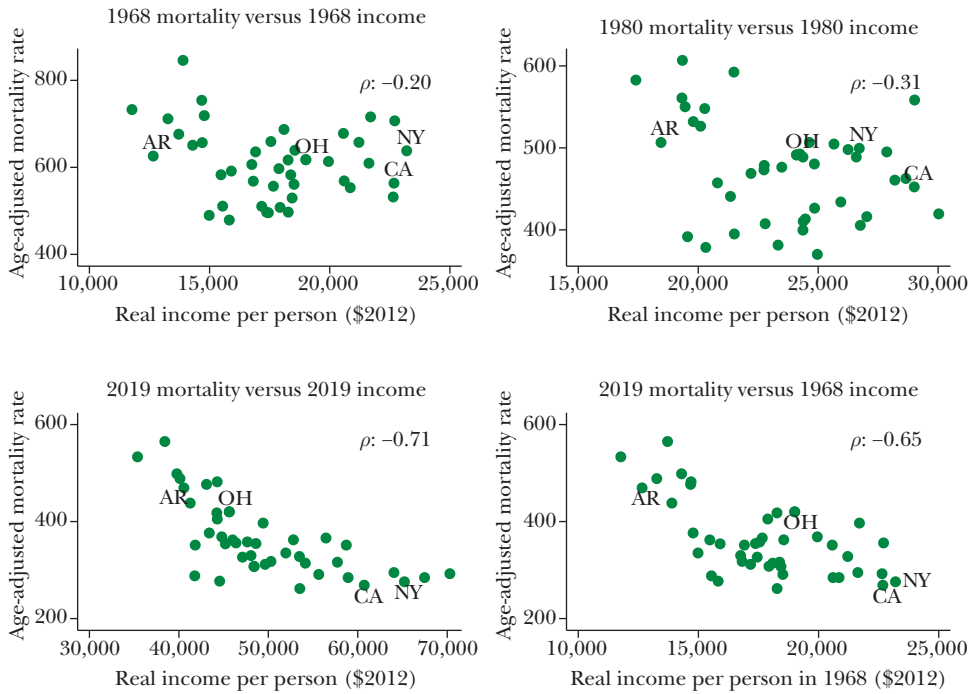 1968 mortality versus 1968 income
Age-adjusted mortality rate
800
600
400
ρ: −0.20
AR
OH
NY
CA
10,000 15,000 20,000 25,000
Real income per person ($2012)
1980 mortality versus 1980 income
Age-adjusted mortality rate
600
500
400
ρ: −0.31
AR
OH
NY
CA
15,000 20,000 25,000 30,000
Real income per person ($2012)
2019 mortality versus 2019 income
Age-adjusted mortality rate
600
400
200
ρ: −0.71
AR
OH
CA
NY
30,000 40,000 50,000 60,000 70,000
Real income per person ($2012)
2019 mortality versus 1968 income
Age-adjusted mortality rate
600
400
200
ρ: −0.65
AR
OH
NY
CA
10,000 15,000 20,000 25,000
Real income per person in 1968 ($2012)